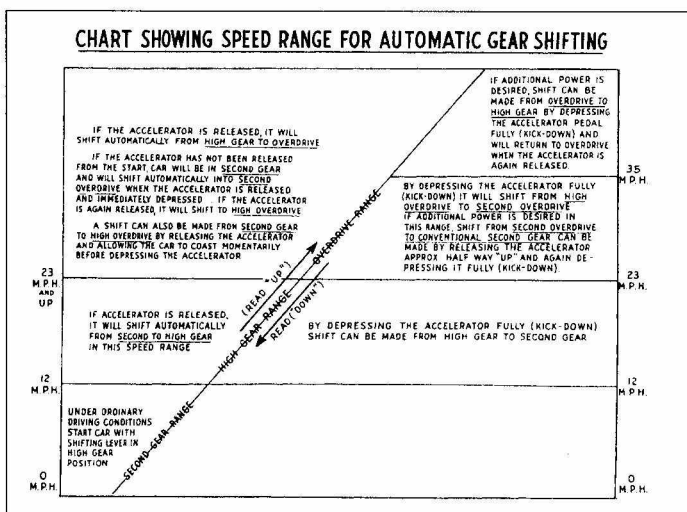 CHART SHOWING SPEED RANGE FOR AUTOMATIC GEAR SHIFTING
IF THE ACCELERATOR IS RELEASED, IT WILL
SHIFT AUTOMATICALLY FROM HIGH GEAR TO OVERDRIVE
IF THE ACCELERATOR HAS NOT BEEN RELEASED
FROM THE START, CAR WILL BE IN SECOND GEAR
AND WILL SHIFT AUTOMATICALLY INTO SECOND
OVERDRIVE WHEN THE ACCELERATOR IS RELEASED
AND IMMEDIATELY DEPRESSED. IF THE ACCELERATOR
IS AGAIN RELEASED, IT WILL SHIFT TO HIGH OVERDRIVE
A SHIFT CAN ALSO BE MADE FROM SECOND GEAR
TO HIGH OVERDRIVE BY RELEASING THE ACCELERATOR
AND ALLOWING THE CAR TO COAST MOMENTARILY
BEFORE DEPRESSING THE ACCELERATOR
IF ADDITIONAL POWER IS
DESIRED, SHIFT CAN BE
MADE FROM OVERDRIVE TO
HIGH GEAR BY DEPRESSING
THE ACCELERATOR PEDAL
FULLY (KICK-DOWN) AND
WILL RETURN TO OVERDRIVE
WHEN THE ACCELERATOR IS
AGAIN RELEASED.
35
M.P.H.
BY DEPRESSING THE ACCELERATOR FULLY
(KICK-DOWN) IT WILL SHIFT FROM HIGH
OVERDRIVE TO SECOND OVERDRIVE
IF ADDITIONAL POWER IS DESIRED IN
THIS RANGE, SHIFT FROM SECOND OVERDRIVE
TO CONVENTIONAL SECOND GEAR CAN BE
MADE BY RELEASING THE ACCELERATOR
APPROX HALF WAY "UP" AND AGAIN DE-
PRESSING IT FULLY (KICK-DOWN).
OVERDRIVE RANGE
(READ "UP")
23
M.P.H.
AND
UP
23
M.P.H.
HIGH GEAR RANGE
READ ("DOWN")
IF ACCELERATOR IS RELEASED,
IT WILL SHIFT AUTOMATICALLY
FROM SECOND TO HIGH GEAR
IN THIS SPEED RANGE
BY DEPRESSING THE ACCELERATOR FULLY (KICK-DOWN)
SHIFT CAN BE MADE FROM HIGH GEAR TO SECOND GEAR
12
M.P.H.
12
M.P.H.
UNDER ORDINARY
DRIVING CONDITIONS
START CAR WITH
SHIFTING LEVER IN
HIGH GEAR
POSITION
SECOND GEAR RANGE
0
M.P.H.
0
M.P.H.